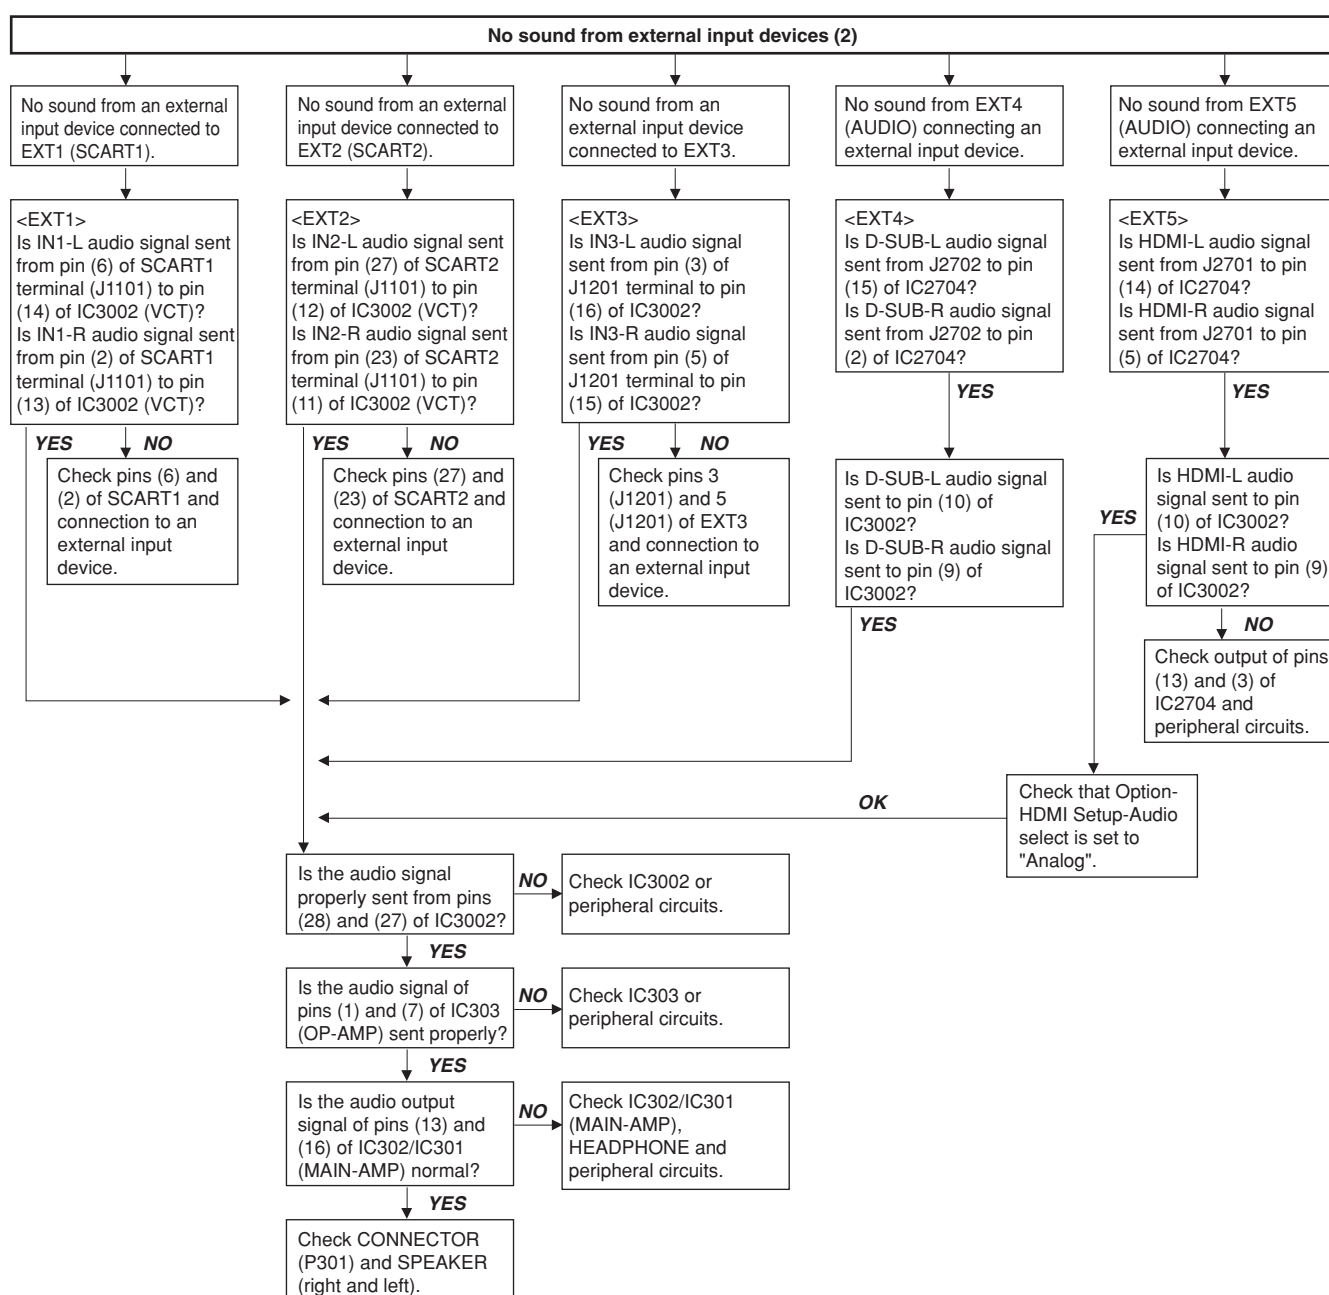 No sound from external input devices (2)
No sound from an external
input device connected to
EXT1 (SCART1).
No sound from an external
input device connected to
EXT2 (SCART2).
No sound from an
external input device
connected to EXT3.
No sound from EXT4
(AUDIO) connecting an
external input device.
No sound from EXT5
(AUDIO) connecting an
external input device.
<EXT1>
Is IN1-L audio signal sent
from pin (6) of SCART1
terminal (J1101) to pin
(14) of IC3002 (VCT)?
Is IN1-R audio signal sent
from pin (2) of SCART1
terminal (J1101) to pin
(13) of IC3002 (VCT)?
<EXT2>
Is IN2-L audio signal sent
from pin (27) of SCART2
terminal (J1101) to pin
(12) of IC3002 (VCT)?
Is IN2-R audio signal sent
from pin (23) of SCART2
terminal (J1101) to pin
(11) of IC3002 (VCT)?
<EXT3>
Is IN3-L audio signal
sent from pin (3) of
J1201 terminal to pin
(16) of IC3002?
Is IN3-R audio signal
sent from pin (5) of
J1201 terminal to pin
(15) of IC3002?
<EXT4>
Is D-SUB-L audio signal
sent from J2702 to pin
(15) of IC2704?
Is D-SUB-R audio signal
sent from J2702 to pin
(2) of IC2704?
<EXT5>
Is HDMI-L audio signal
sent from J2701 to pin
(14) of IC2704?
Is HDMI-R audio signal
sent from J2701 to pin
(5) of IC2704?
YES
NO
YES
NO
YES
NO
YES
YES
Check pins (6) and
(2) of SCART1 and
connection to an
external input
device.
Check pins (27) and
(23) of SCART2 and
connection to an
external input
device.
Check pins 3
(J1201) and 5
(J1201) of EXT3
and connection to
an external input
device.
Is D-SUB-L audio signal
sent to pin (10) of
IC3002?
Is D-SUB-R audio signal
sent to pin (9) of
IC3002?
YES
Is HDMI-L audio
signal sent to pin
(10) of IC3002?
Is HDMI-R audio
signal sent to pin (9)
of IC3002?
YES
NO
Check output of pins
(13) and (3) of
IC2704 and
peripheral circuits.
Check that Option-
HDMI Setup-Audio
select is set to
"Analog".
OK
Is the audio signal
properly sent from pins
(28) and (27) of IC3002?
NO
Check IC3002 or
peripheral circuits.
YES
Is the audio signal of
pins (1) and (7) of IC303
(OP-AMP) sent properly?
NO
Check IC303 or
peripheral circuits.
YES
Is the audio output
signal of pins (13) and
(16) of IC302/IC301
(MAIN-AMP) normal?
NO
Check IC302/IC301
(MAIN-AMP),
HEADPHONE and
peripheral circuits.
YES
Check CONNECTOR
(P301) and SPEAKER
(right and left).